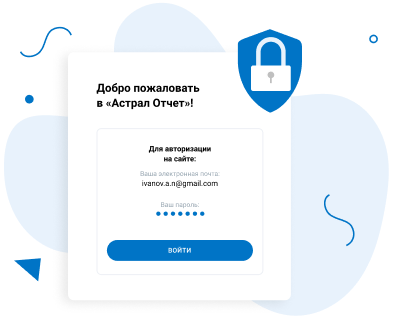 Добро пожаловать
в «Астрал Отчет»!
Для авторизации
на сайте:
Ваша электронная почта:
ivanov.a.n@gmail.com
Ваш пароль:
ВОЙТИ